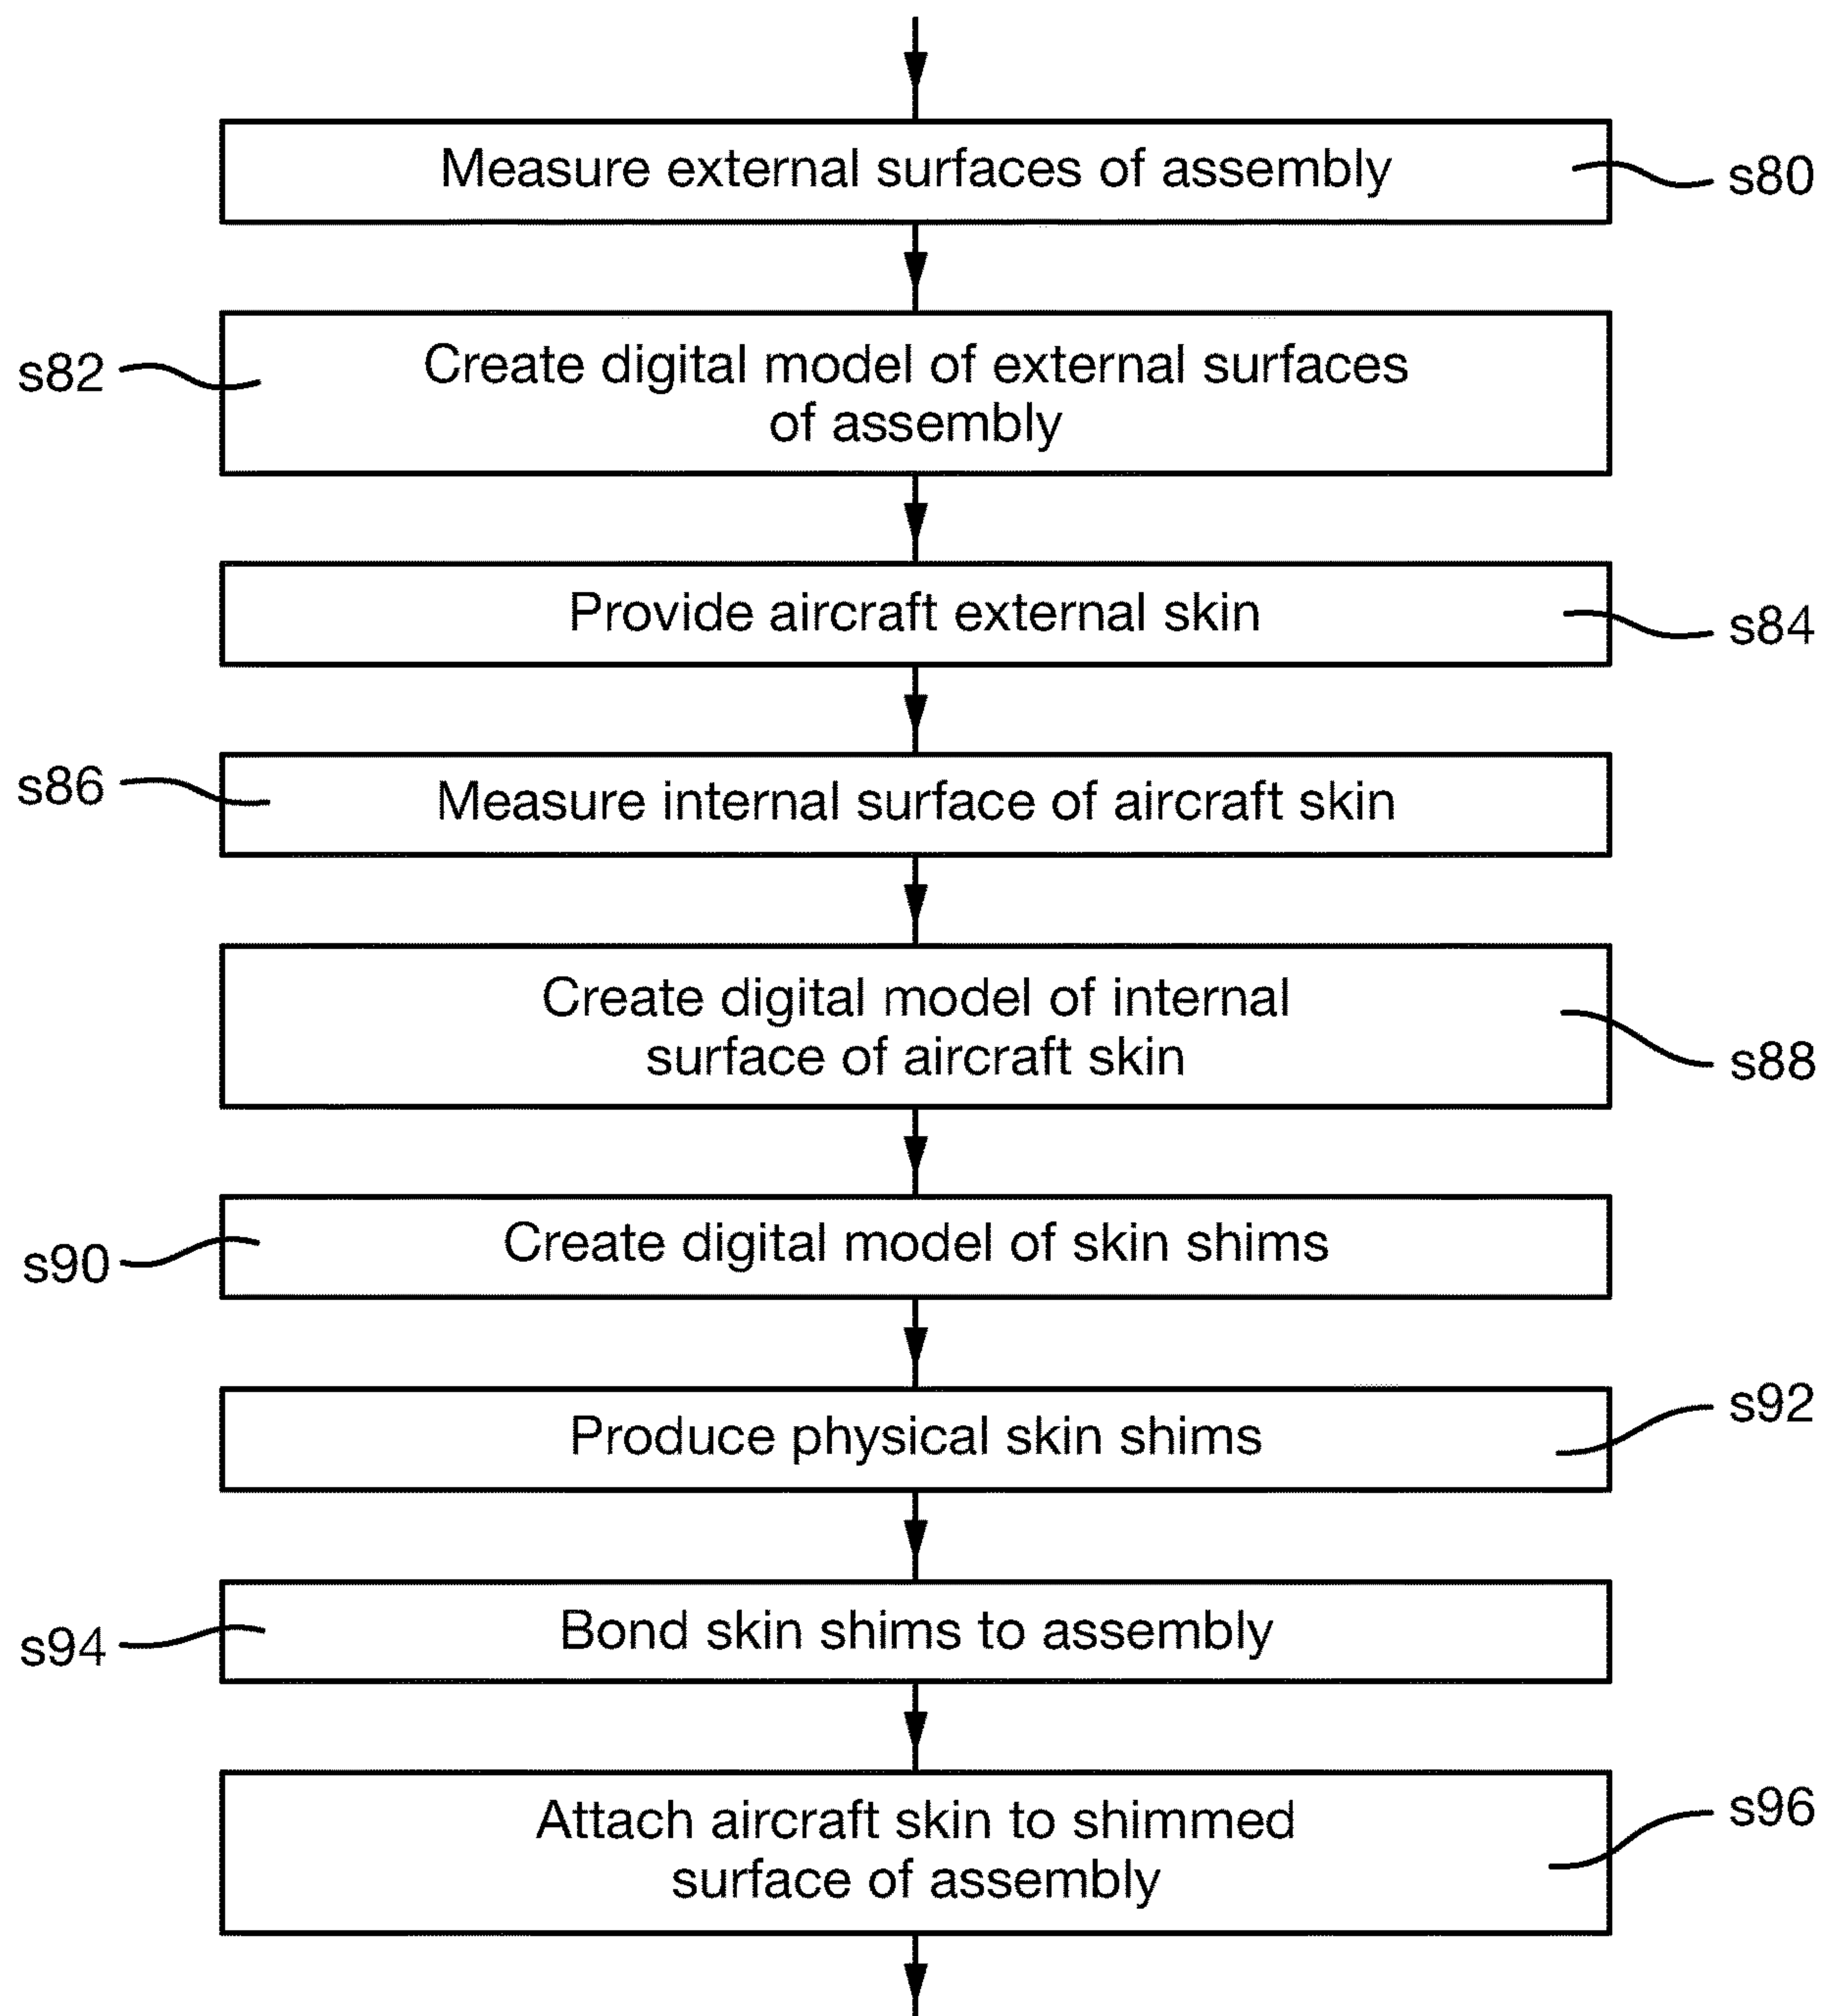 Measure external surfaces of assembly
s80
s82
Create digital model of external surfaces
of assembly
Provide aircraft external skin
s84
s86
Measure internal surface of aircraft skin
Create digital model of internal
surface of aircraft skin
s88
s90
Create digital model of skin shims
Produce physical skin shims
s92
s94
Bond skin shims to assembly
Attach aircraft skin to shimmed
surface of assembly
s96